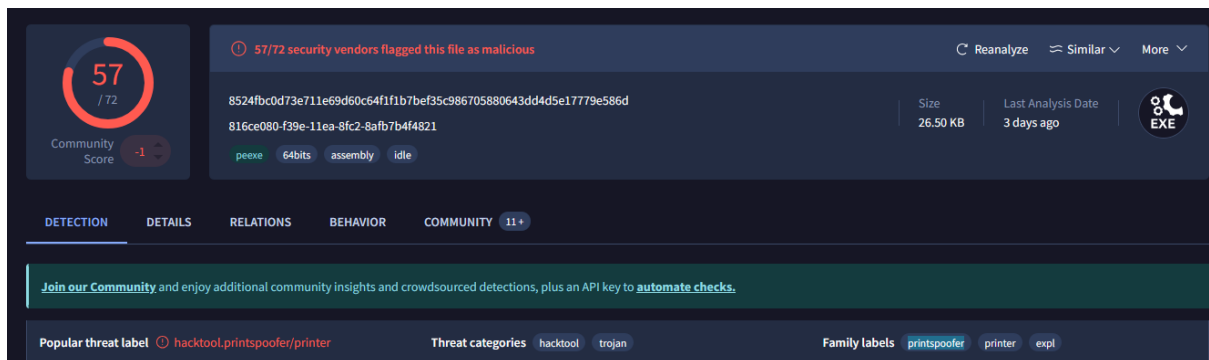 57
/ 72
Community
Score
-1
57/72 security vendors flagged this file as malicious
Reanalyze
Similar
More
8524fbc0d73e711e69d60c64f1f1b7bef35c986705880643dd4d5e17779e586d
816ce080-f39e-11ea-8fc2-8afb7b4f4821
peexe 64bits assembly idle
Size
26.50 KB
Last Analysis Date
3 days ago
EXE
DETECTION DETAILS RELATIONS BEHAVIOR COMMUNITY 11+
Join our Community and enjoy additional community insights and crowdsourced detections, plus an API key to automate checks.
Popular threat label hacktool.printspoofer/printer Threat categories hacktool trojan Family labels printspoofer printer expl